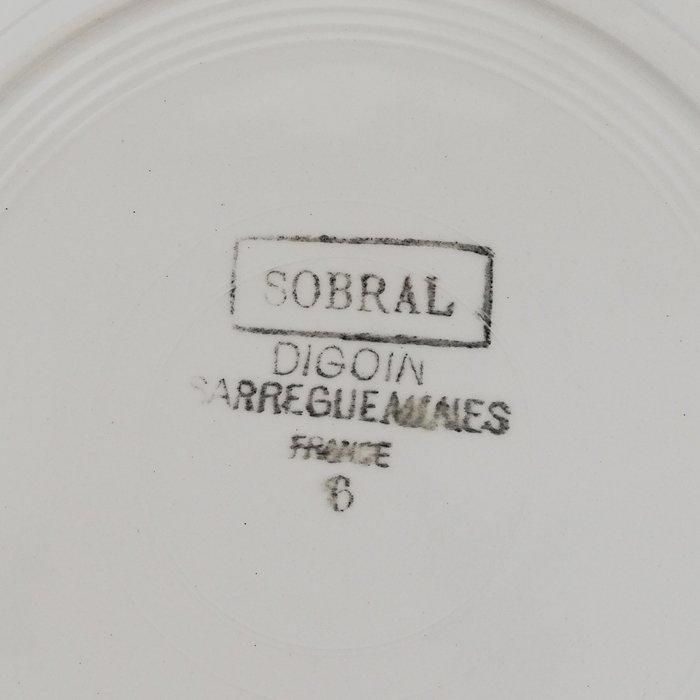 SOBRAL
DIGOIN
SARREGUEMINES
FRANCE
6